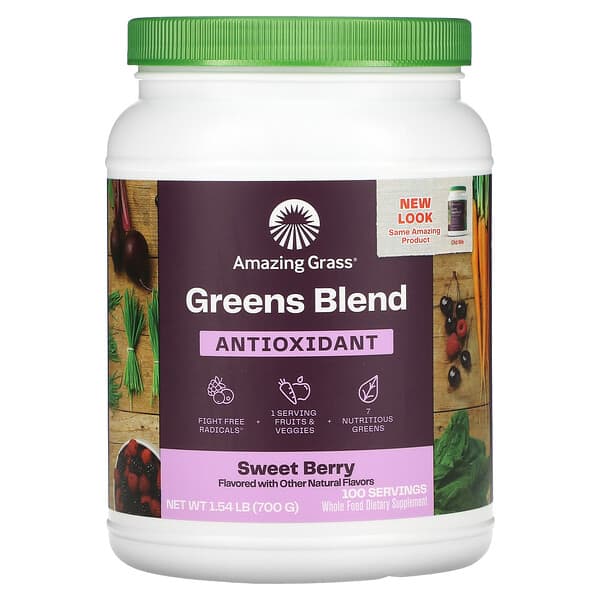 NEW
LOOK
Same Amazing
Product
Amazing Grass®
Greens Blend
ANTIOXIDANT
FIGHT FREE
RADICALS*
•
1 SERVING
FRUITS &
VEGGIES
•
7
NUTRITIOUS
GREENS
Sweet Berry
Flavored with Other Natural Flavors
NET WT 1.54 LB (700 G)
100 SERVINGS
Whole Food Dietary Supplement